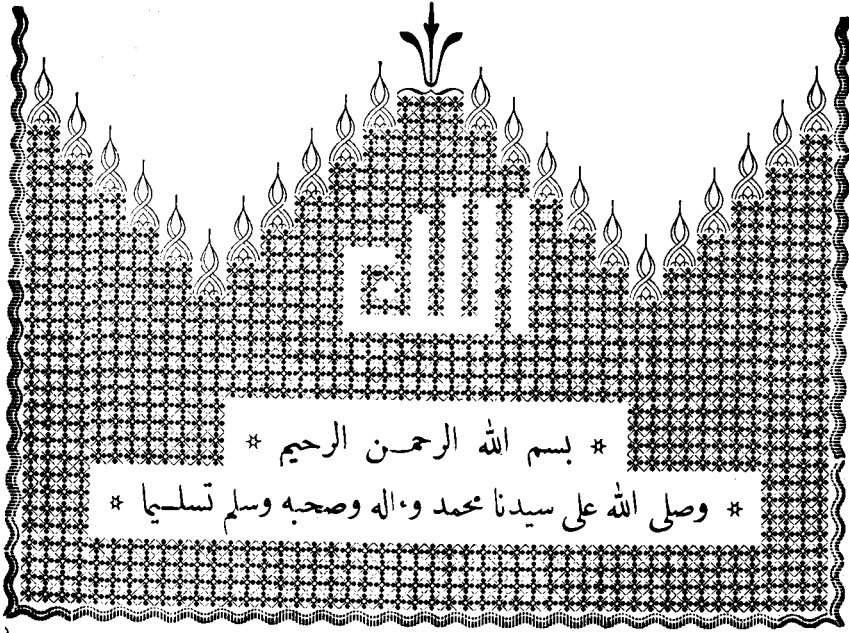 الله
✲ بسم الله الرحمـن الرحيم ✲
✲ وصلى الله على سيدنا محمد وءاله وصحبه وسلم تسلـيما ✲